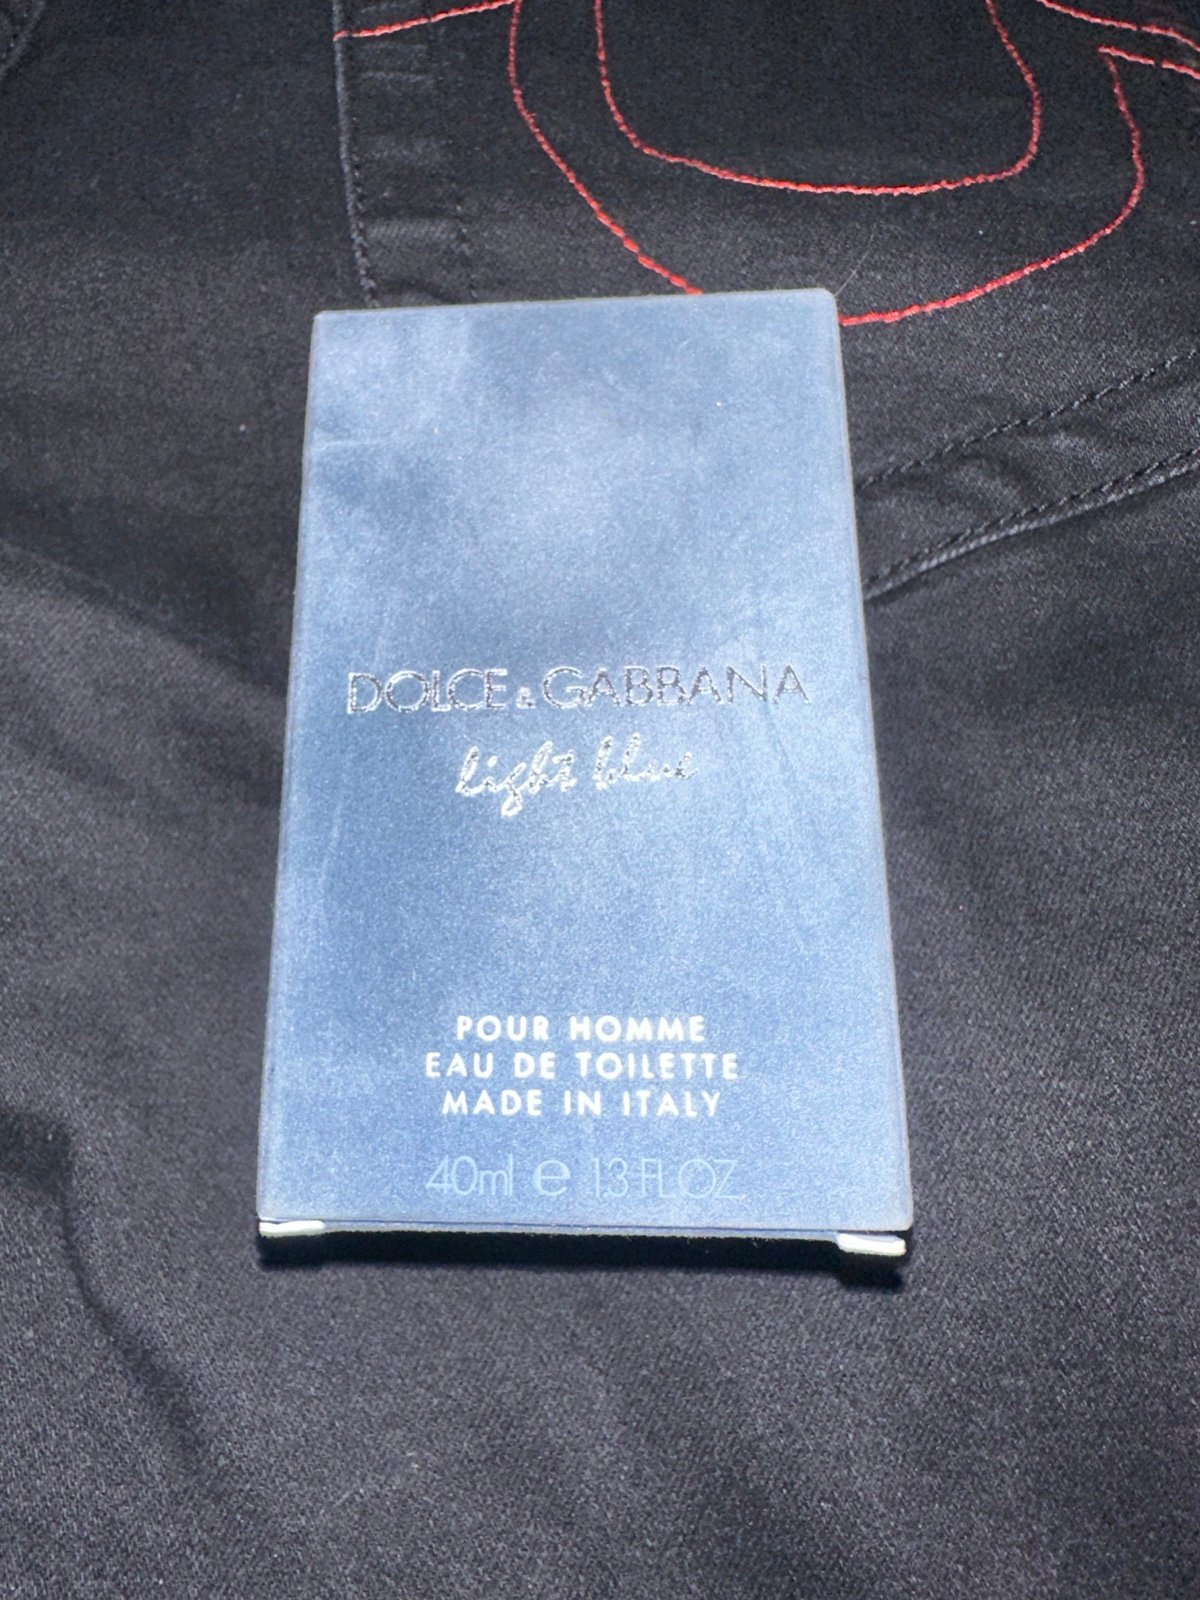 DOLCE & GABBANA
light blue
POUR HOMME
EAU DE TOILETTE
MADE IN ITALY
40ml e 1,3 FL.OZ